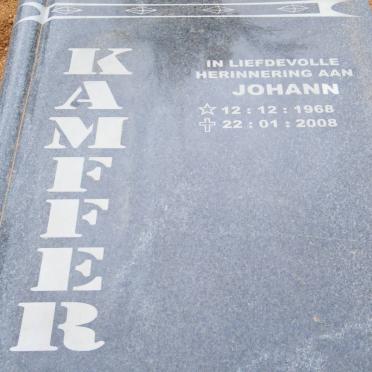 KAMFFER
IN LIEFDEVOLLE
HERINNERING AAN
JOHANN
☆ 12 : 12 : 1968
✞ 22 : 01 : 2008